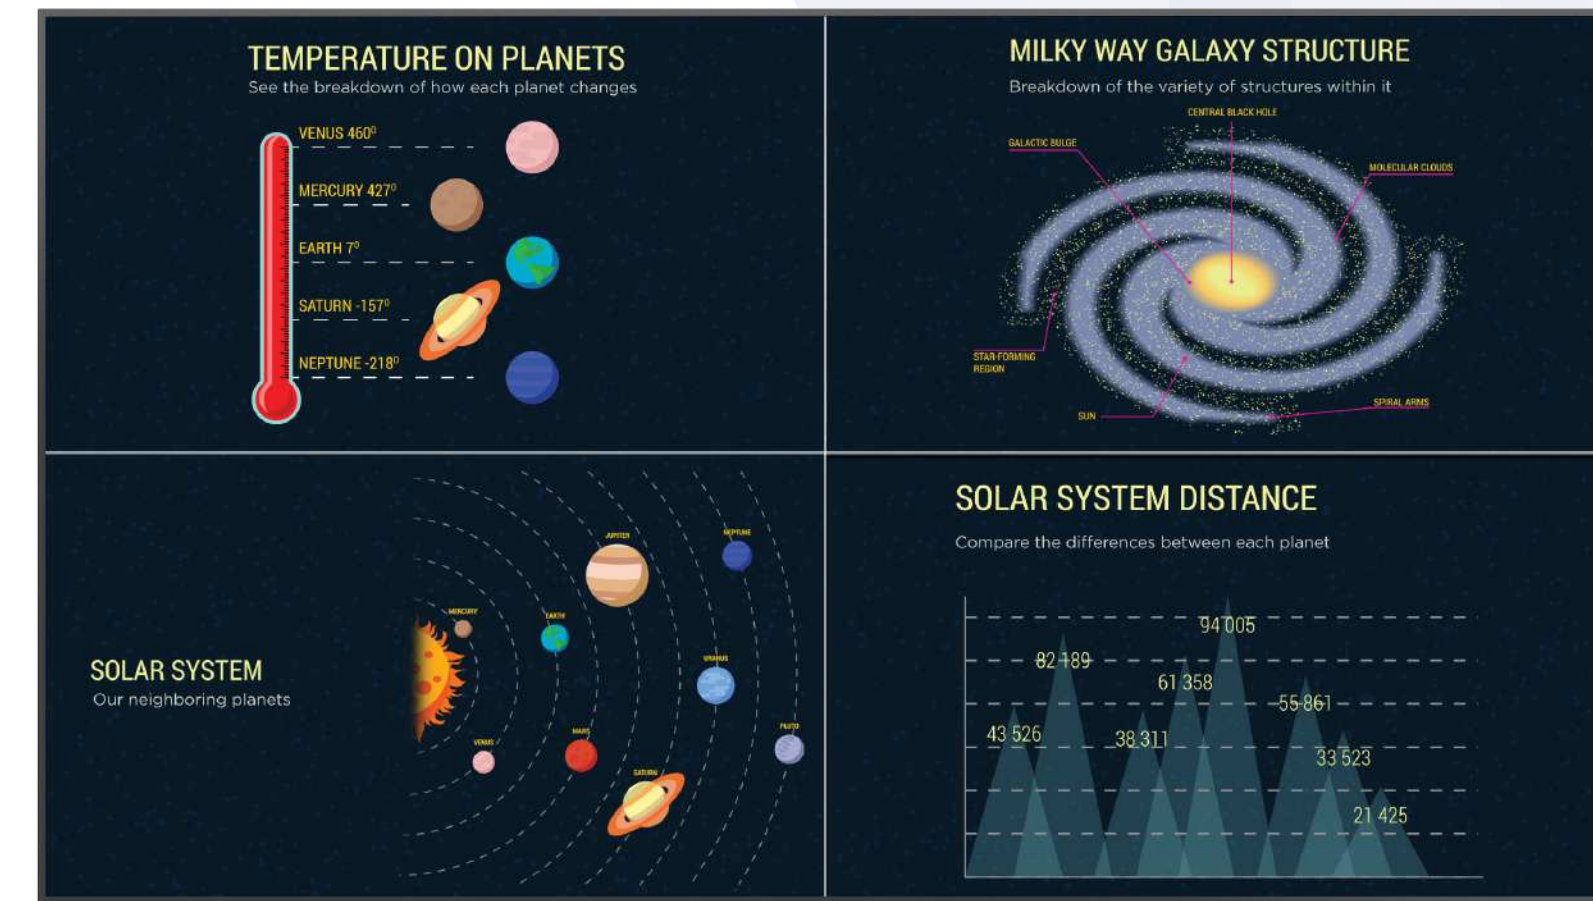 TEMPERATURE ON PLANETS
See the breakdown of how each planet changes
VENUS 460⁰
MERCURY 427⁰
EARTH 7⁰
SATURN -157⁰
NEPTUNE -218⁰
MILKY WAY GALAXY STRUCTURE
Breakdown of the variety of structures within it
CENTRAL BLACK HOLE
GALACTIC BULGE
MOLECULAR CLOUDS
STAR-FORMING
REGION
SUN
SPIRAL ARMS
SOLAR SYSTEM
Our neighboring planets
MERCURY
VENUS
EARTH
MARS
JUPITER
SATURN
URANUS
NEPTUNE
PLUTO
SOLAR SYSTEM DISTANCE
Compare the differences between each planet
43 526
82 189
38 311
61 358
94 005
55 861
33 523
21 425